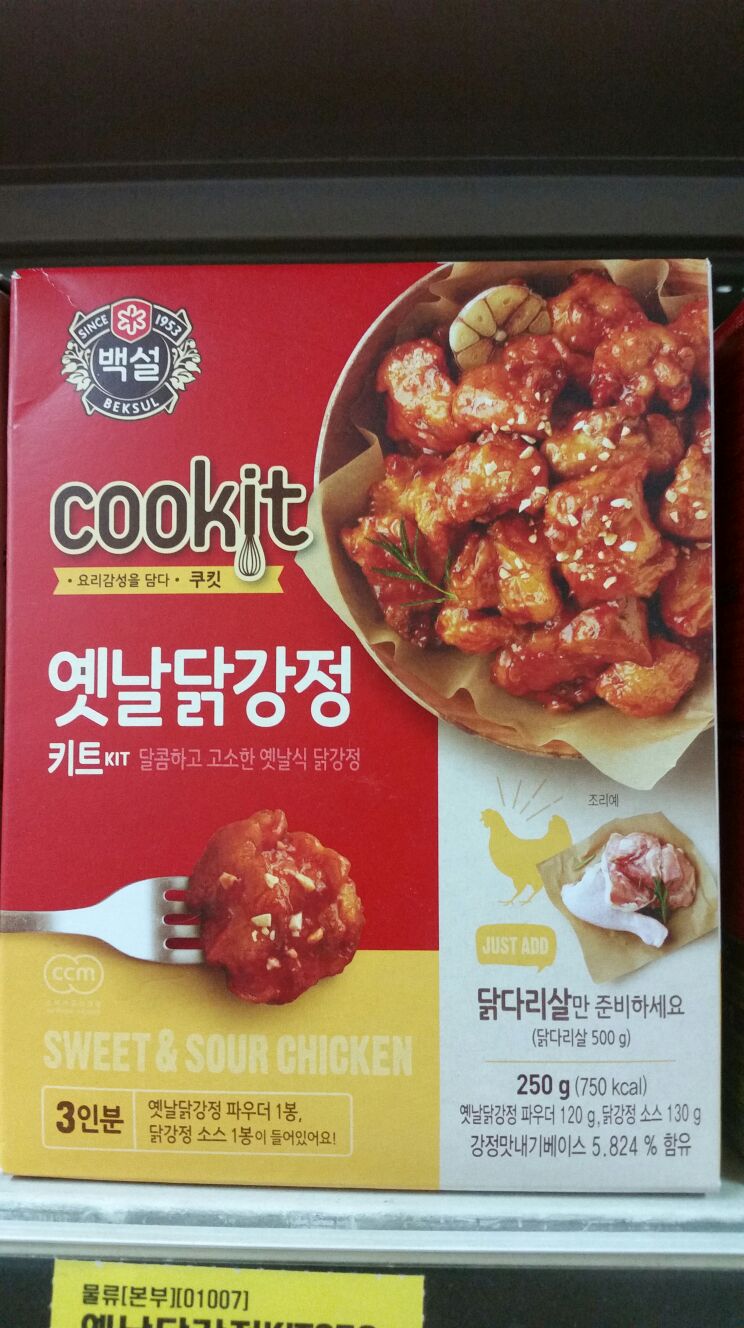 SINCE 1953
백설
BEKSUL
cookit
• 요리감성을 담다 • 쿠킷
옛날닭강정
키트KIT 달콤하고 고소한 옛날식 닭강정
조리예
JUST ADD
닭다리살만 준비하세요
(닭다리살 500 g)
ccm
SWEET & SOUR CHICKEN
3인분
옛날닭강정 파우더 1봉,
닭강정 소스 1봉이 들어있어요!
250 g (750 kcal)
옛날닭강정 파우더 120 g, 닭강정 소스 130 g
강정맛내기베이스 5.824 % 함유
물류[본부][01007]